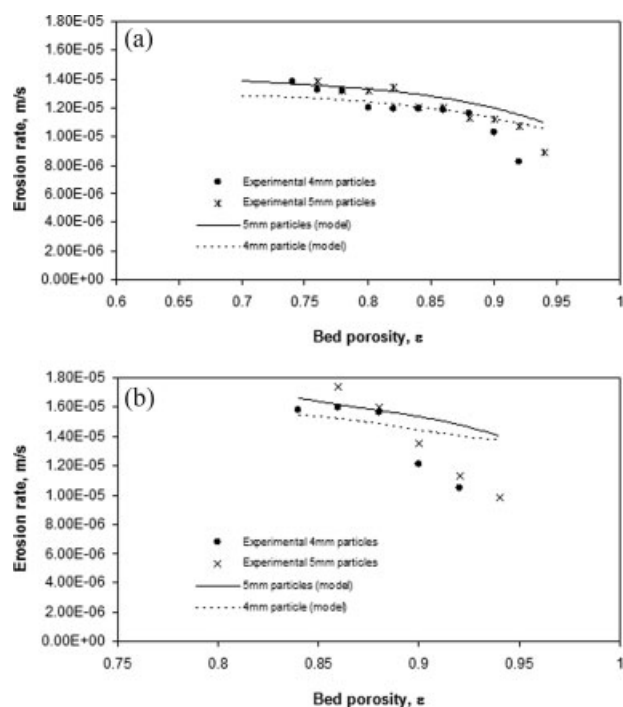 (a)
Erosion rate, m/s
1.80E-05
1.60E-05
1.40E-05
1.20E-05
1.00E-05
8.00E-06
6.00E-06
4.00E-06
2.00E-06
0.00E+00
Experimental 4mm particles
Experimental 5mm particles
5mm particles (model)
4mm particle (model)
0.6 0.65 0.7 0.75 0.8 0.85 0.9 0.95 1
Bed porosity, ε
(b)
Erosion rate, m/s
1.80E-05
1.60E-05
1.40E-05
1.20E-05
1.00E-05
8.00E-06
6.00E-06
4.00E-06
2.00E-06
0.00E+00
Experimental 4mm particles
Experimental 5mm particles
5mm particles (model)
4mm particle (model)
0.75 0.8 0.85 0.9 0.95 1
Bed porosity, ε